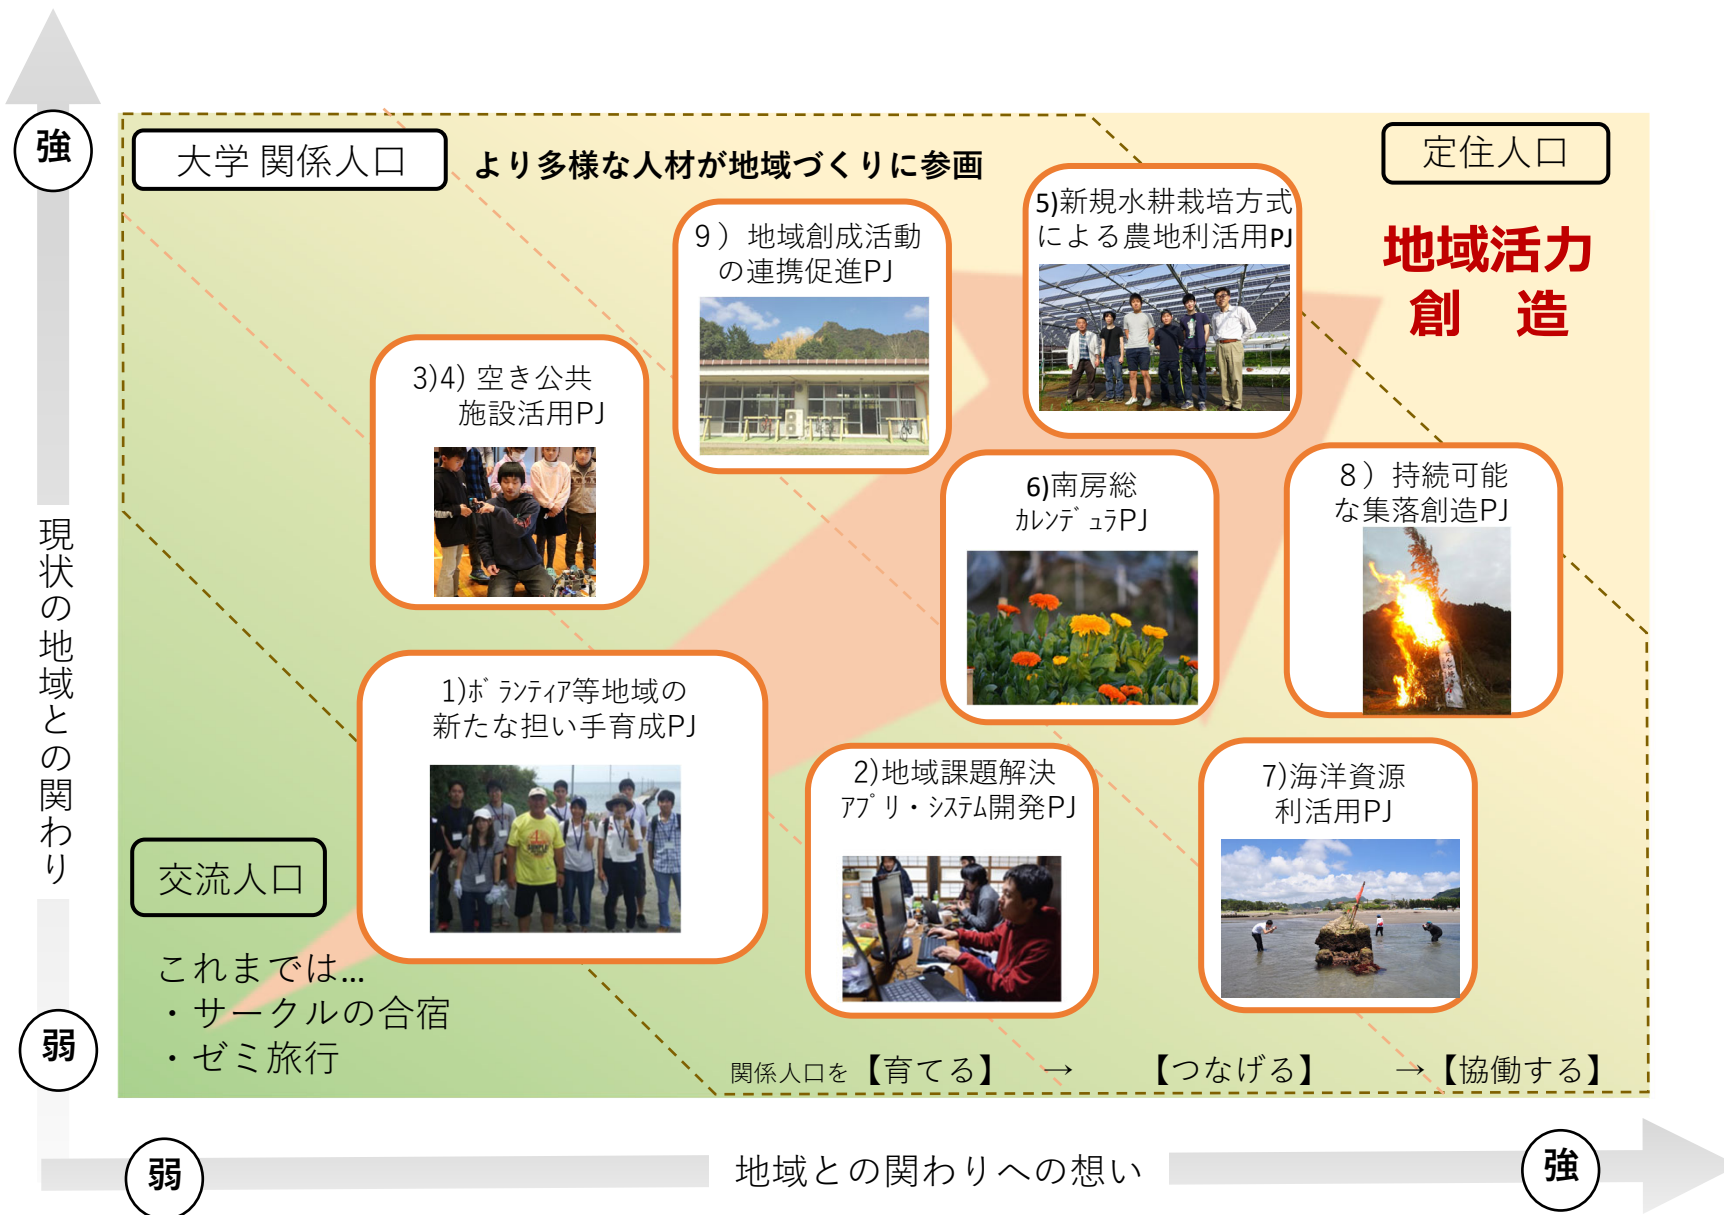 強
大学 関係人口
より多様な人材が地域づくりに参画
定住人口
地域活力
創　造
5)新規水耕栽培方式
による農地利活用PJ
9）地域創成活動
の連携促進PJ
3)4) 空き公共
施設活用PJ
6)南房総
ｶﾚﾝﾃﾞｭﾗPJ
8）持続可能
な集落創造PJ
現状の地域との関わり
1)ﾎﾞﾗﾝﾃｨｱ等地域の
新たな担い手育成PJ
2)地域課題解決
ｱﾌﾟﾘ・ｼｽﾃﾑ開発PJ
7)海洋資源
利活用PJ
交流人口
これまでは…
・サークルの合宿
・ゼミ旅行
弱
関係人口を【育てる】　→　【つなげる】　→【協働する】
弱
地域との関わりへの想い
強